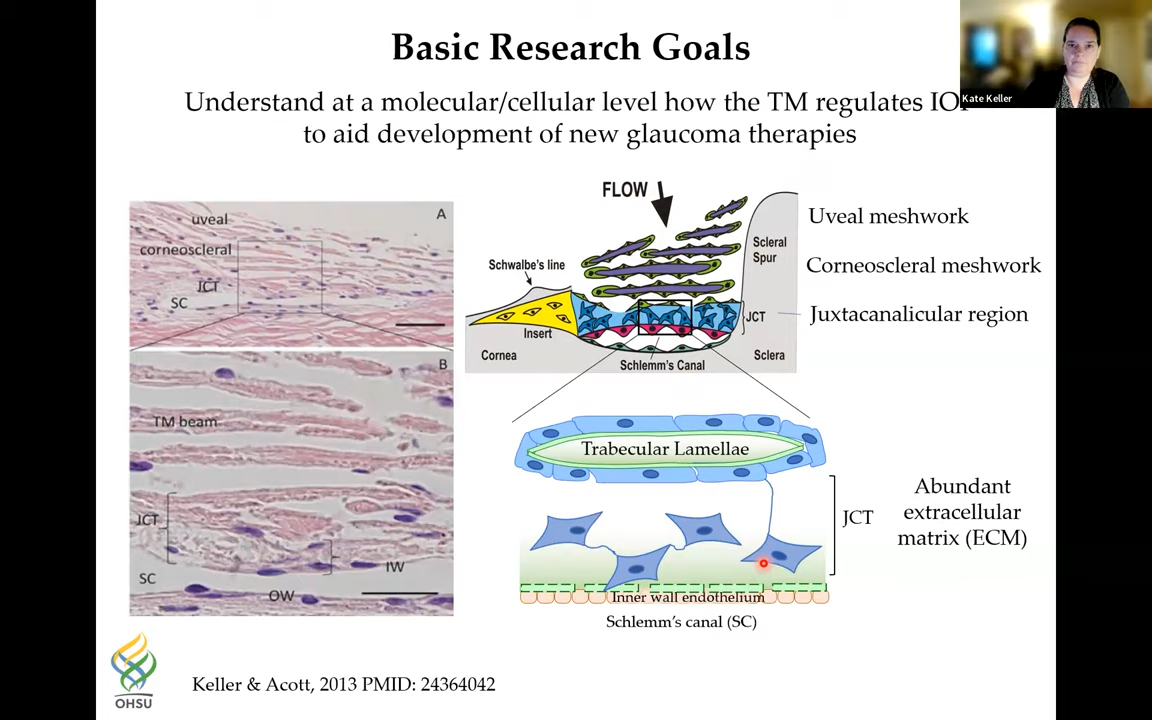 Basic Research Goals
Understand at a molecular/cellular level how the TM regulates
to aid development of new glaucoma therapies
Kate Keller
A
uveal
corneoscleral
JCT
SC
B
TM beam
JCT
SC
IW
OW
FLOW
Schwalbe's line
Scleral
Spur
Insert
JCT
Cornea
Schlemm's Canal
Sclera
Uveal meshwork
Corneoscleral meshwork
Juxtacanalicular region
Trabecular Lamellae
JCT
Inner wall endothelium
Schlemm's canal (SC)
Abundant
extracellular
matrix (ECM)
OHSU
Keller & Acott, 2013 PMID: 24364042